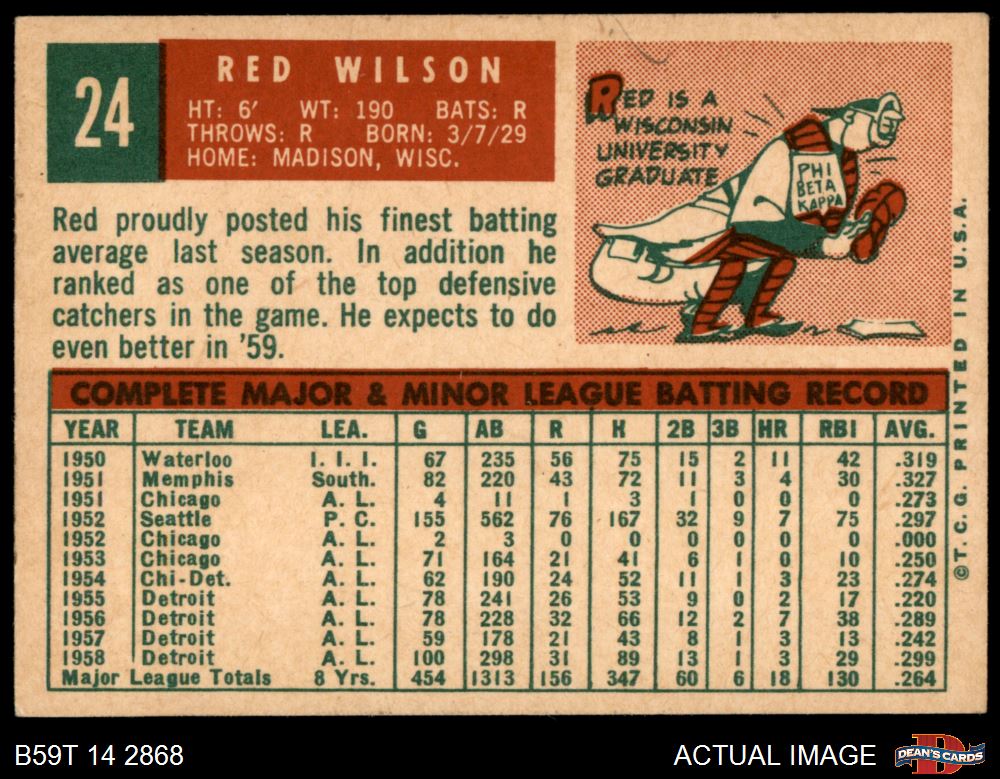 24
RED WILSON
HT: 6' WT: 190 BATS: R
THROWS: R BORN: 3/7/29
HOME: MADISON, WISC.
RED IS A
WISCONSIN
UNIVERSITY
GRADUATE
PHI
BETA
KAPPA
Red proudly posted his finest batting
average last season. In addition he
ranked as one of the top defensive
catchers in the game. He expects to do
even better in '59.
COMPLETE MAJOR & MINOR LEAGUE BATTING RECORD
YEAR TEAM LEA. G AB R H 2B 3B HR RBI AVG.
1950 Waterloo I. I. I. 67 235 56 75 15 2 11 42 .319
1951 Memphis South. 82 220 43 72 11 3 4 30 .327
1951 Chicago A. L. 4 11 1 3 1 0 0 0 .273
1952 Seattle P. C. 155 562 76 167 32 9 7 75 .297
1952 Chicago A. L. 2 3 0 0 0 0 0 0 .000
1953 Chicago A. L. 71 164 21 41 6 1 0 10 .250
1954 Chi-Det. A. L. 62 190 24 52 11 1 3 23 .274
1955 Detroit A. L. 78 241 26 53 9 0 2 17 .220
1956 Detroit A. L. 78 228 32 66 12 2 7 38 .289
1957 Detroit A. L. 59 178 21 43 8 1 3 13 .242
1958 Detroit A. L. 100 298 31 89 13 1 3 29 .299
Major League Totals 8 Yrs. 454 1313 156 347 60 6 18 130 .264
©T. C. G. PRINTED IN U.S.A.
B59T 14 2868
ACTUAL IMAGE
D
DEAN'S CARDS